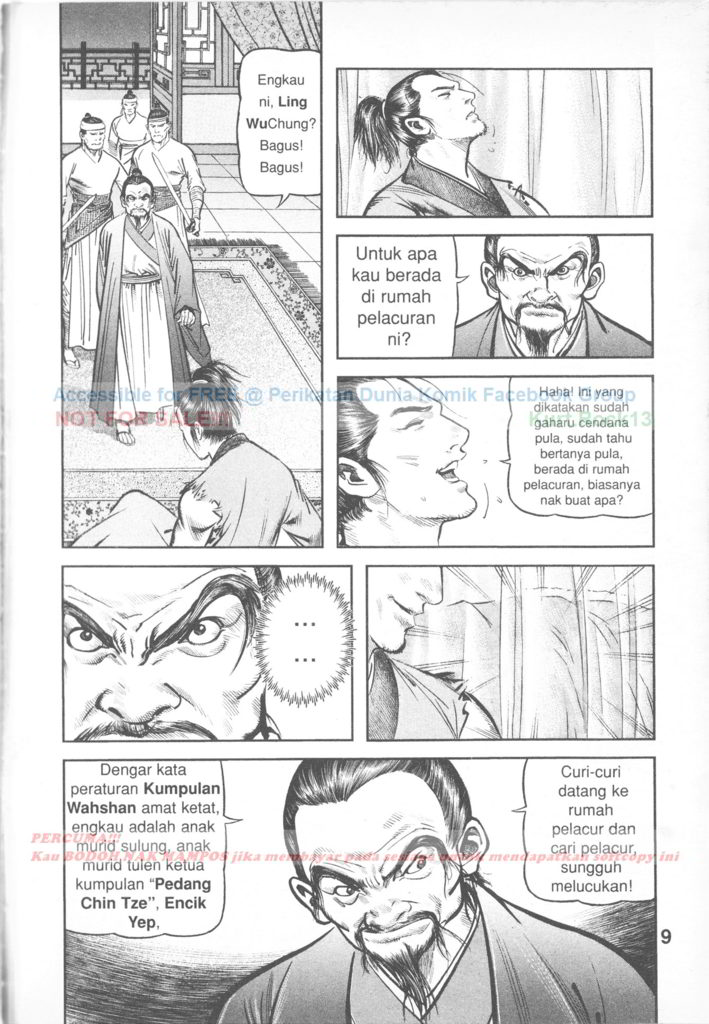 Engkau
ni, Ling
WuChung?
Bagus!
Bagus!
Untuk apa
kau berada
di rumah
pelacuran
ni?
Accessible for FREE @ Perikatan Dunia Komik Facebook Group
NOT FOR SALE!!!
Haha! Ini yang
dikatakan sudah
gaharu cendana
pula, sudah tahu
bertanya pula,
berada di rumah
pelacuran, biasanya
nak buat apa?
...
...
Dengar kata
peraturan Kumpulan
Wahshan amat ketat,
engkau adalah anak
murid sulung, anak
murid tulen ketua
kumpulan “Pedang
Chin Tze”, Encik
Yep,
Curi-curi
datang ke
rumah
pelacur dan
cari pelacur,
sungguh
melucukan!
PERCUMA!!!
Kau BODOH NAK MAMPOS jika membayar pada sesiapa untuk mendapatkan softcopy ini
9